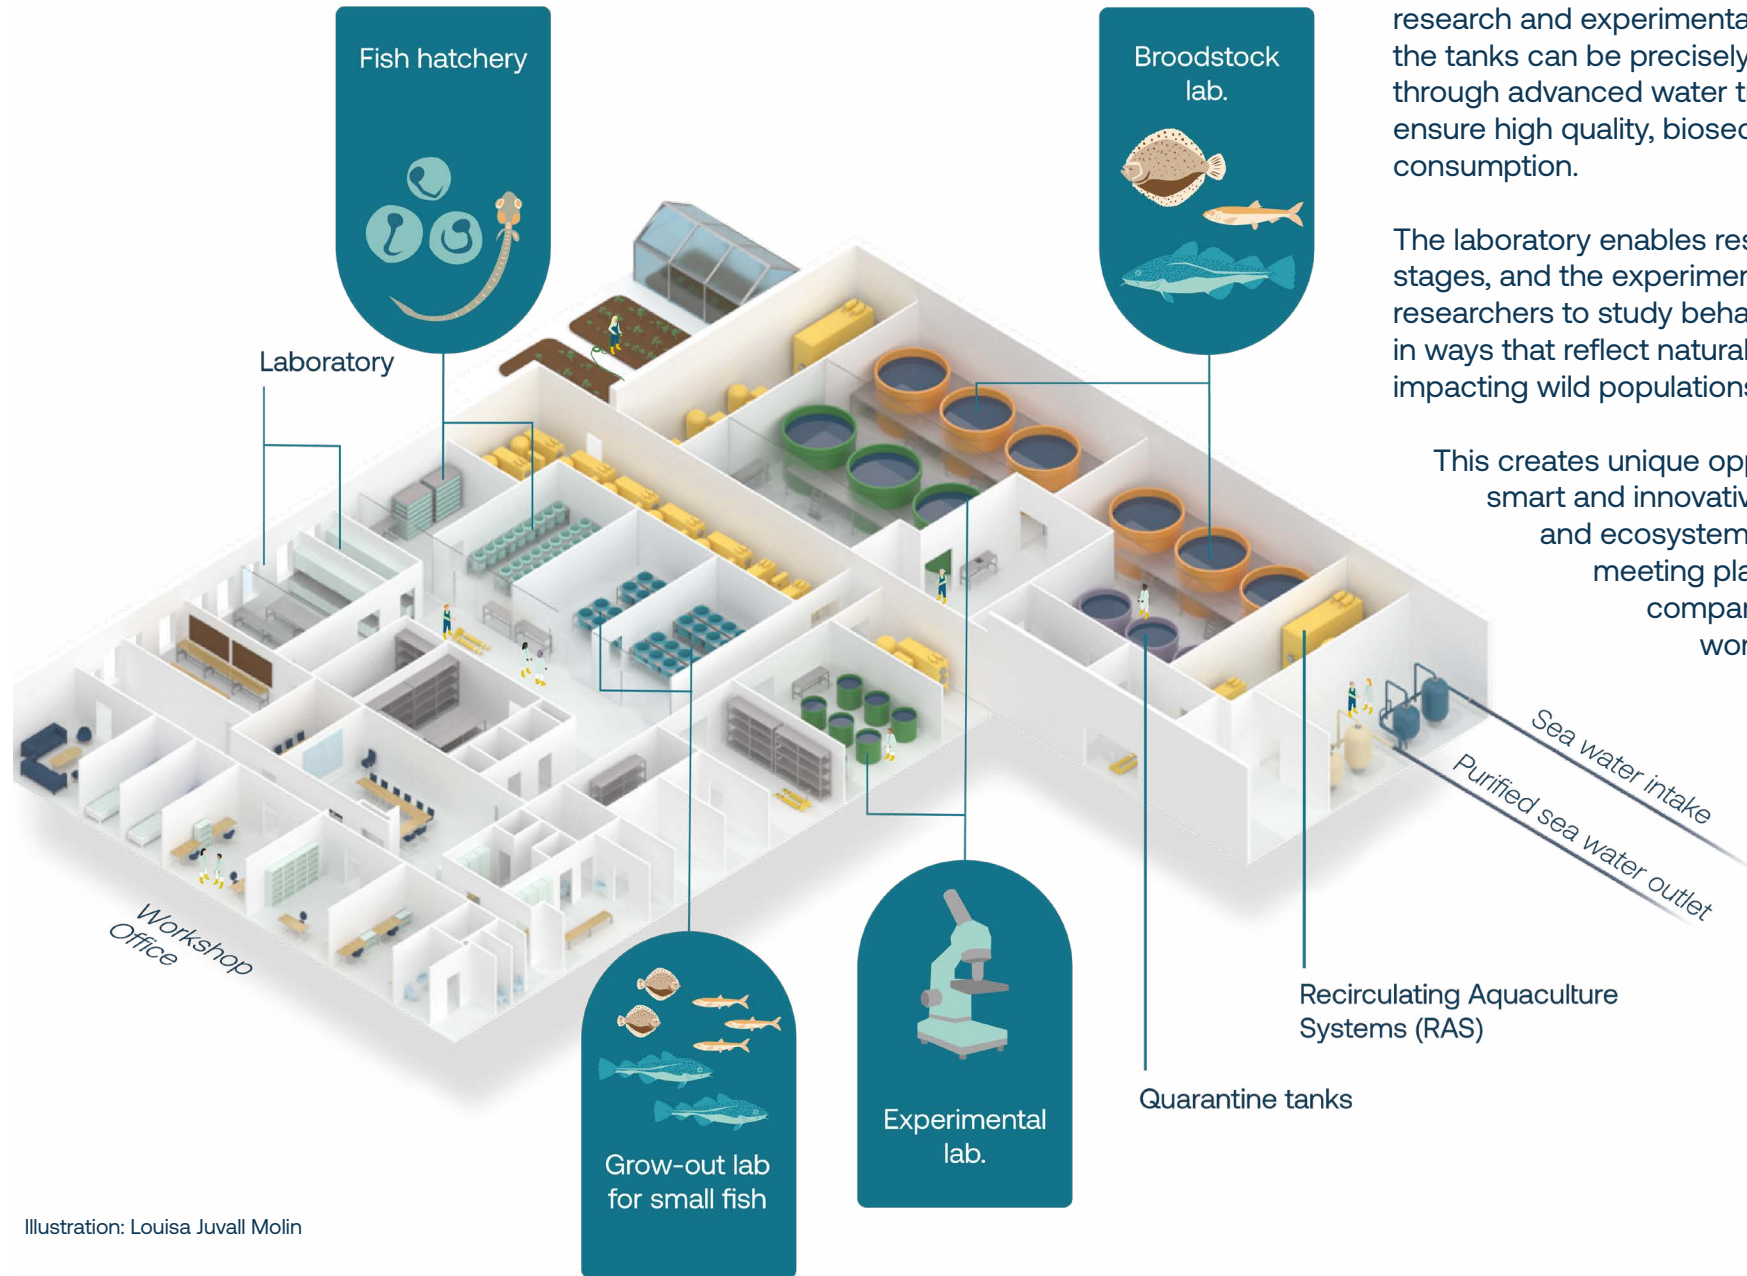 Fish hatchery
Broodstock
lab.
research and experimenta
the tanks can be precisely
through advanced water t
ensure high quality, biosec
consumption.
The laboratory enables res
stages, and the experimen
researchers to study beha
in ways that reflect natural
impacting wild populations
This creates unique opp
smart and innovativ
and ecosystem
meeting pla
compar
wor
Laboratory
Sea water intake
Purified sea water outlet
Workshop
Office
Recirculating Aquaculture
Systems (RAS)
Quarantine tanks
Experimental
lab.
Grow-out lab
for small fish
Illustration: Louisa Juvall Molin